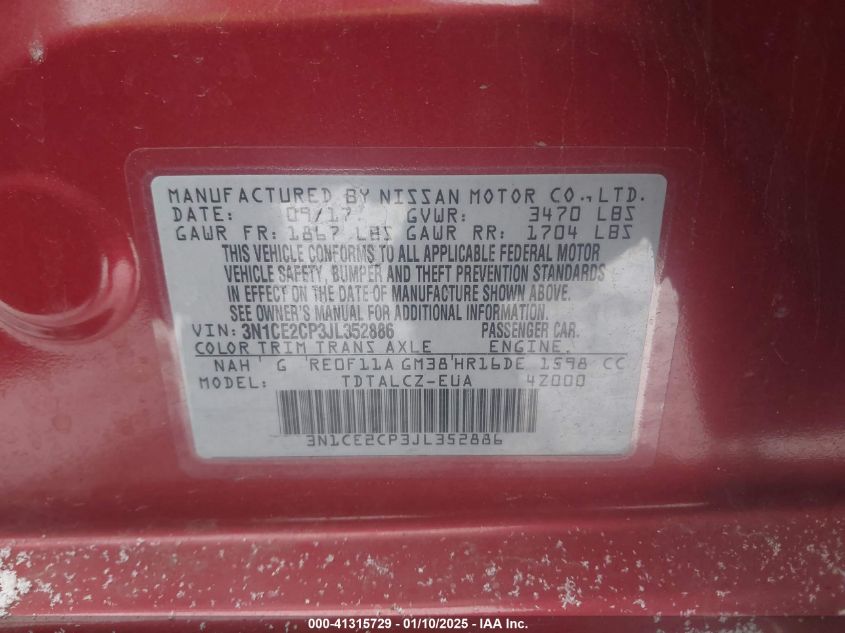 MANUFACTURED BY NISSAN MOTOR CO., LTD.
DATE: 09/17 GVWR: 3470 LBS
GAWR FR: 1867 LBS GAWR RR: 1704 LBS
THIS VEHICLE CONFORMS TO ALL APPLICABLE FEDERAL MOTOR
VEHICLE SAFETY, BUMPER AND THEFT PREVENTION STANDARDS
IN EFFECT ON THE DATE OF MANUFACTURE SHOWN ABOVE.
SEE OWNER'S MANUAL FOR ADDITIONAL INFORMATION.
VIN: 3N1CE2CP3JL352886 PASSENGER CAR.
COLOR TRIM TRANS AXLE ENGINE.
NAH G RE0F11A GM38 HR16DE 1598 CC
MODEL: TDTALCZ-EUA 4Z000
3N1CE2CP3JL352886
000-41315729 — 01/10/2025 — IAA Inc.